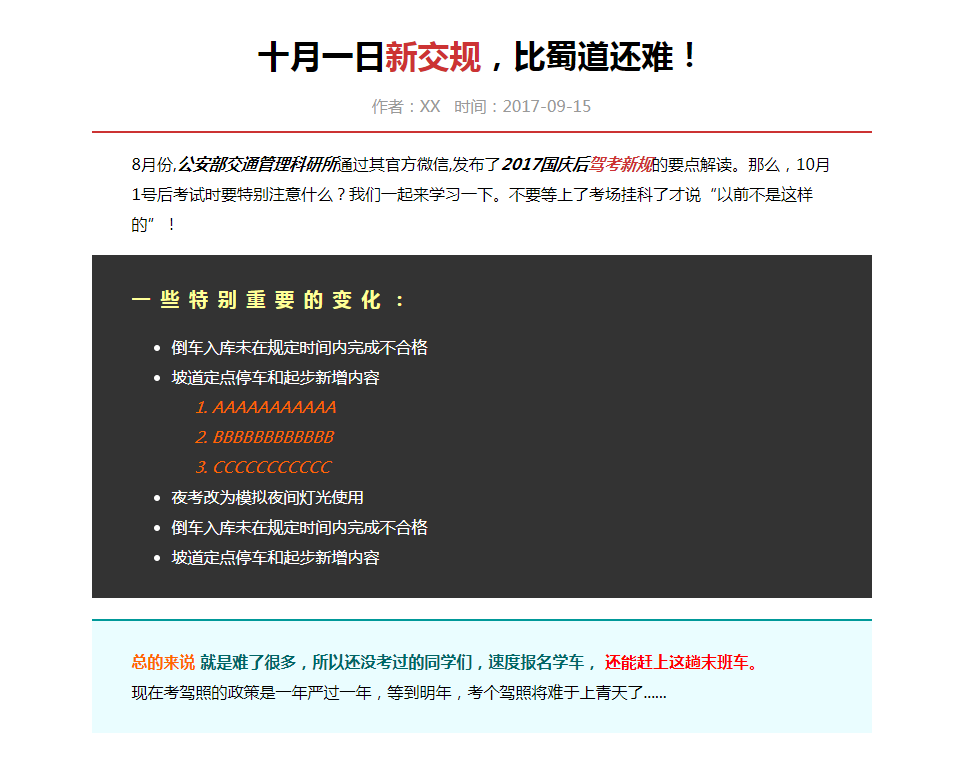 十月一日新交规，比蜀道还难！
作者：XX 时间：2017-09-15
8月份,公安部交通管理科研所通过其官方微信,发布了2017国庆后驾考新规的要点解读。那么，10月
1号后考试时要特别注意什么？我们一起来学习一下。不要等上了考场挂科了才说“以前不是这样
的”！
一些特别重要的变化：
• 倒车入库未在规定时间内完成不合格
• 坡道定点停车和起步新增内容
1. AAAAAAAAAAA
2. BBBBBBBBBBBB
3. CCCCCCCCCCC
• 夜考改为模拟夜间灯光使用
• 倒车入库未在规定时间内完成不合格
• 坡道定点停车和起步新增内容
总的来说 就是难了很多，所以还没考过的同学们，速度报名学车， 还能赶上这趟末班车。
现在考驾照的政策是一年严过一年，等到明年，考个驾照将难于上青天了......